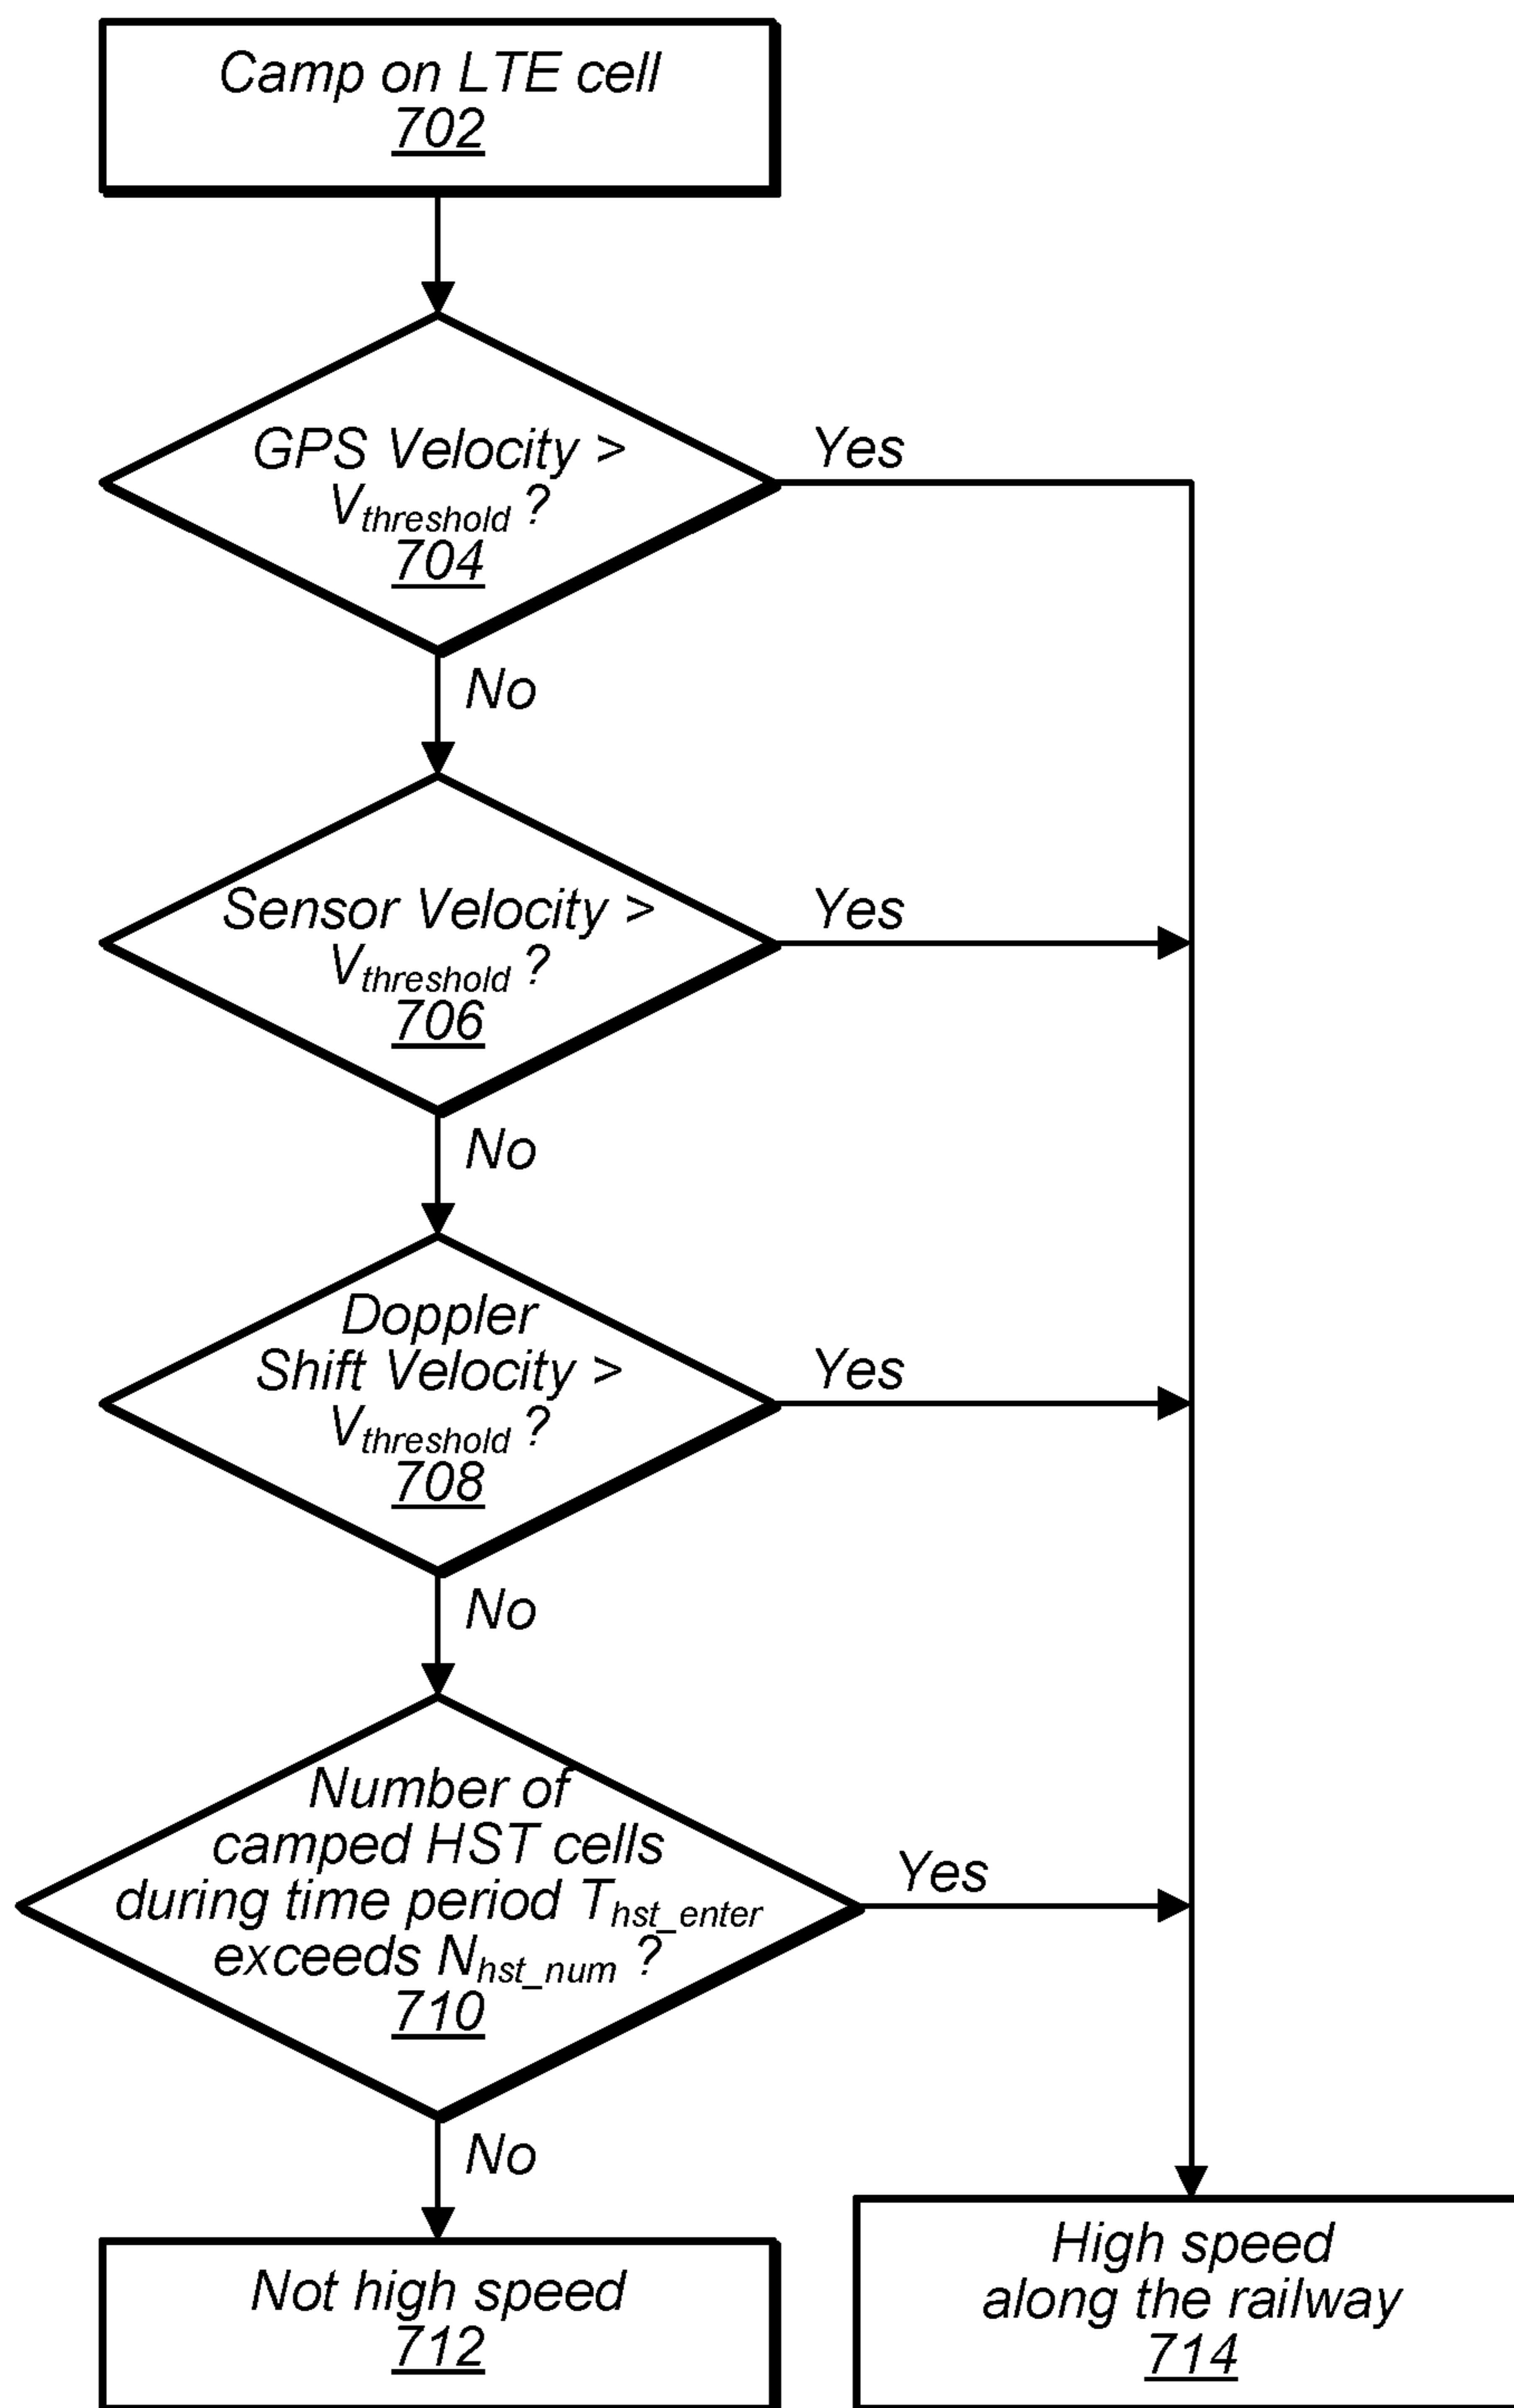 Camp on LTE cell
702
GPS Velocity >
Vthreshold ?
704
Yes
No
Sensor Velocity >
Vthreshold ?
706
Yes
No
Doppler
Shift Velocity >
Vthreshold ?
708
Yes
No
Number of
camped HST cells
during time period Thst_enter
exceeds Nhst_num ?
710
Yes
No
Not high speed
712
High speed
along the railway
714